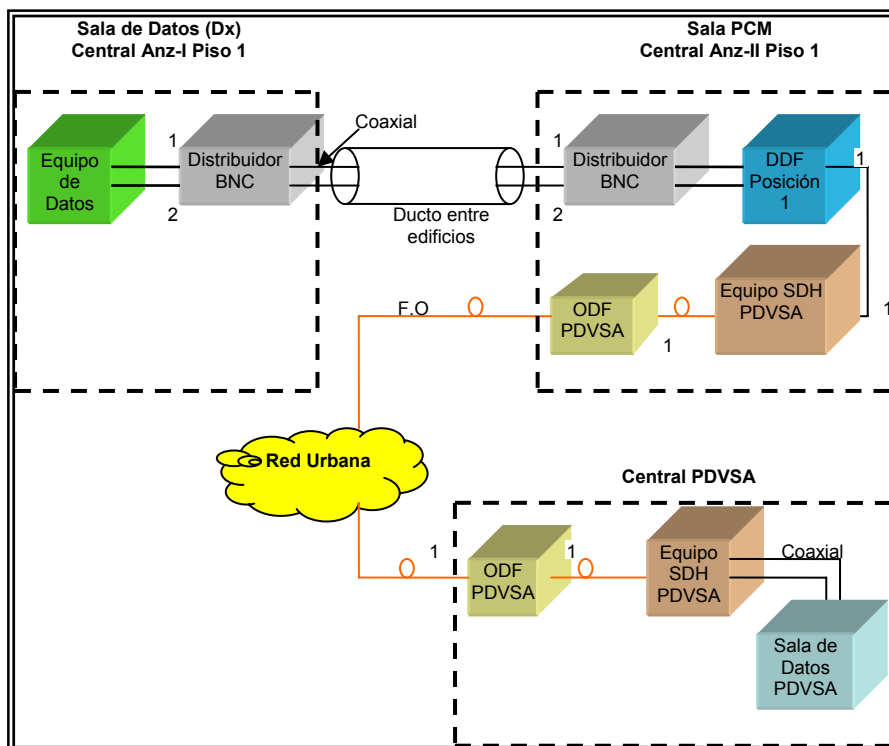 Sala de Datos (Dx)
Central Anz-I Piso 1
Sala PCM
Central Anz-II Piso 1
Equipo
de
Datos
1
2
Distribuidor
BNC
Coaxial
Ducto entre
edificios
1
2
Distribuidor
BNC
DDF
Posición
1
1
F.O
ODF
PDVSA
1
Equipo SDH
PDVSA
1
Red Urbana
Central PDVSA
1
ODF
PDVSA
1
Equipo
SDH
PDVSA
Coaxial
Sala de
Datos
PDVSA